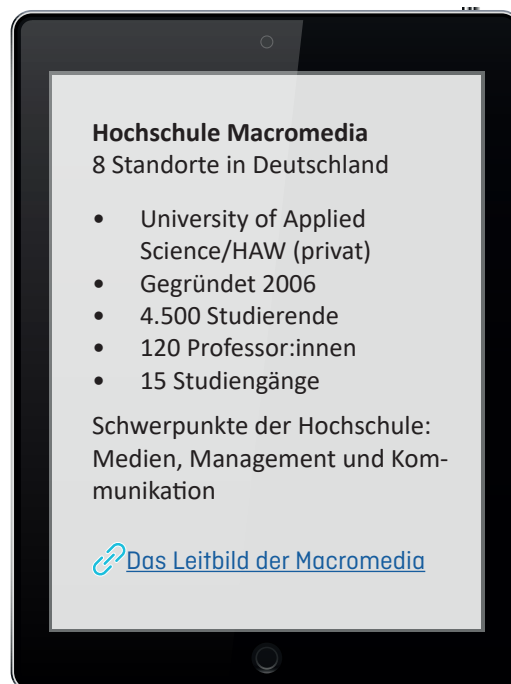 Hochschule Macromedia
8 Standorte in Deutschland
• University of Applied
Science/HAW (privat)
• Gegründet 2006
• 4.500 Studierende
• 120 Professor:innen
• 15 Studiengänge
Schwerpunkte der Hochschule:
Medien, Management und Kom-
munikation
Das Leitbild der Macromedia